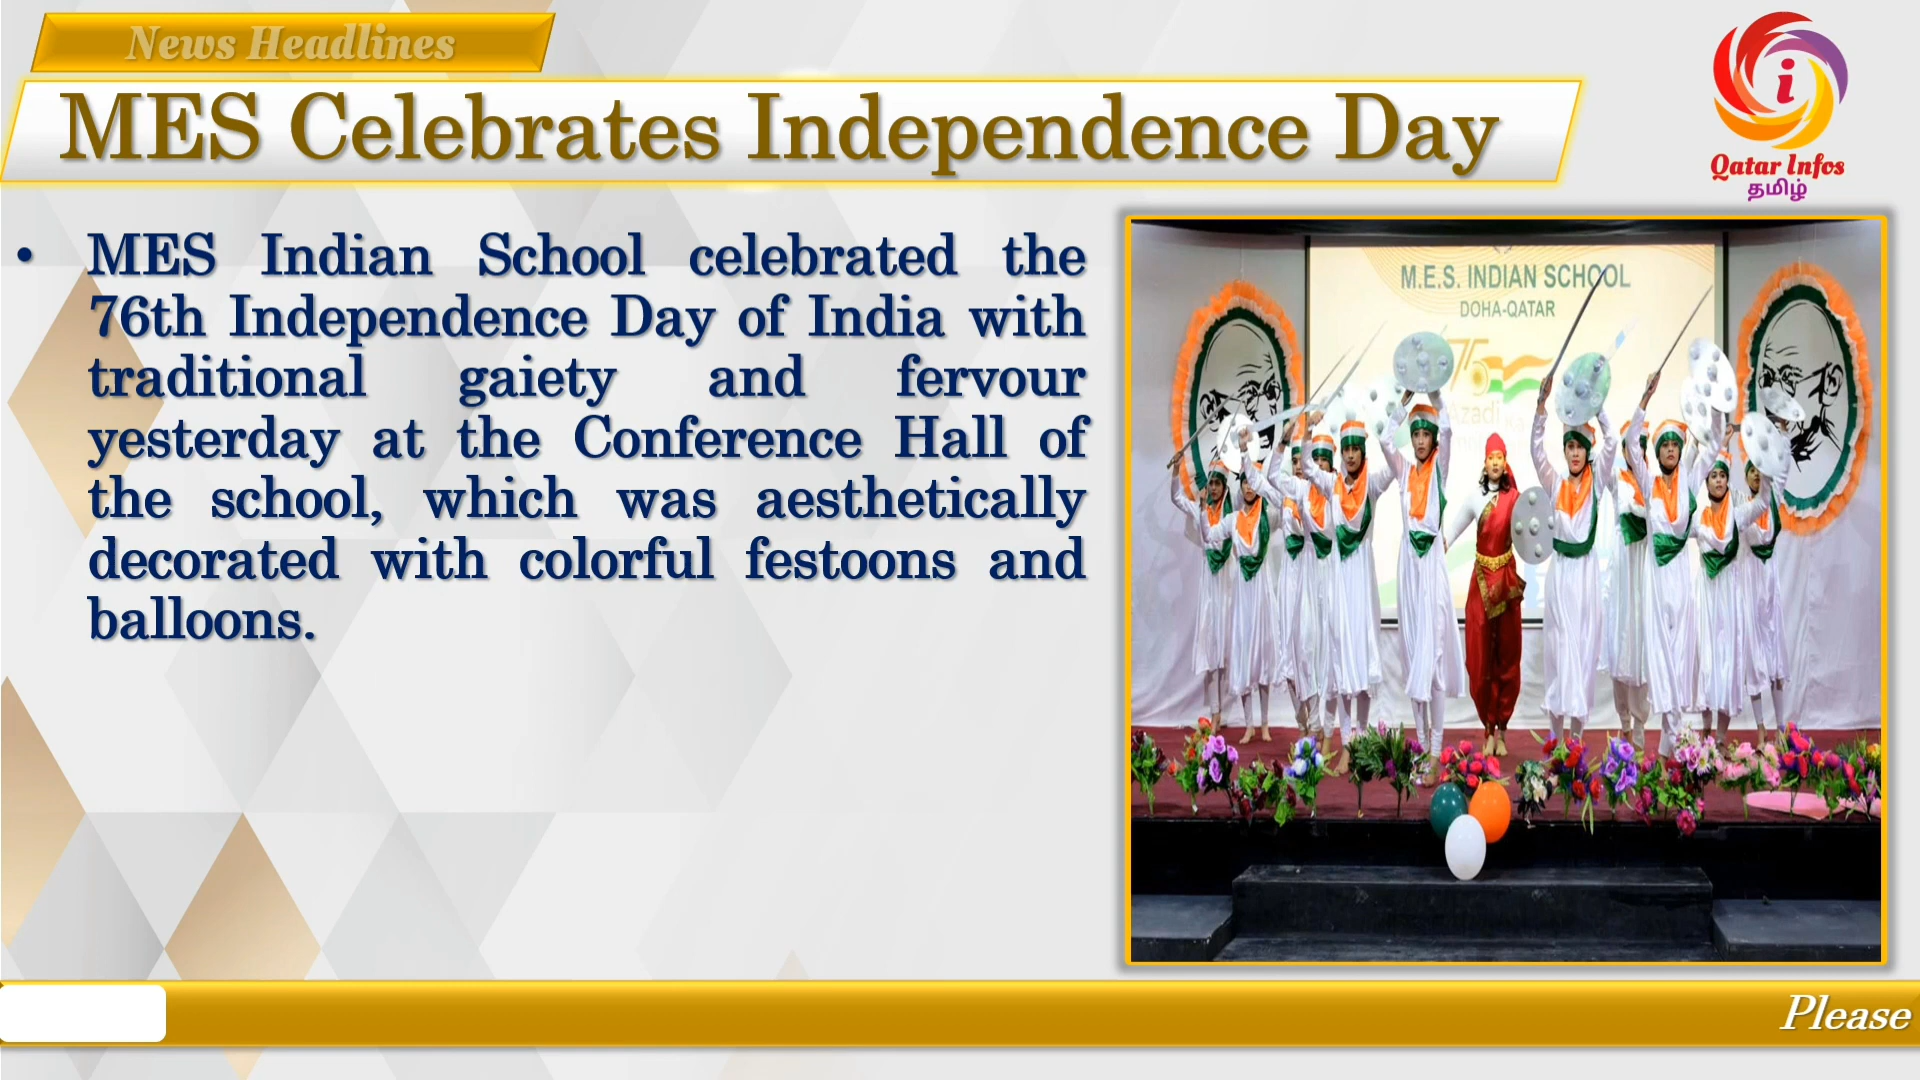 News Headlines
MES Celebrates Independence Day
i
Qatar Infos
தமிழ்
• MES Indian School celebrated the
76th Independence Day of India with
traditional gaiety and fervour
yesterday at the Conference Hall of
the school, which was aesthetically
decorated with colorful festoons and
balloons.
M.E.S. INDIAN SCHOOL
DOHA-QATAR
75
Azadi
Please